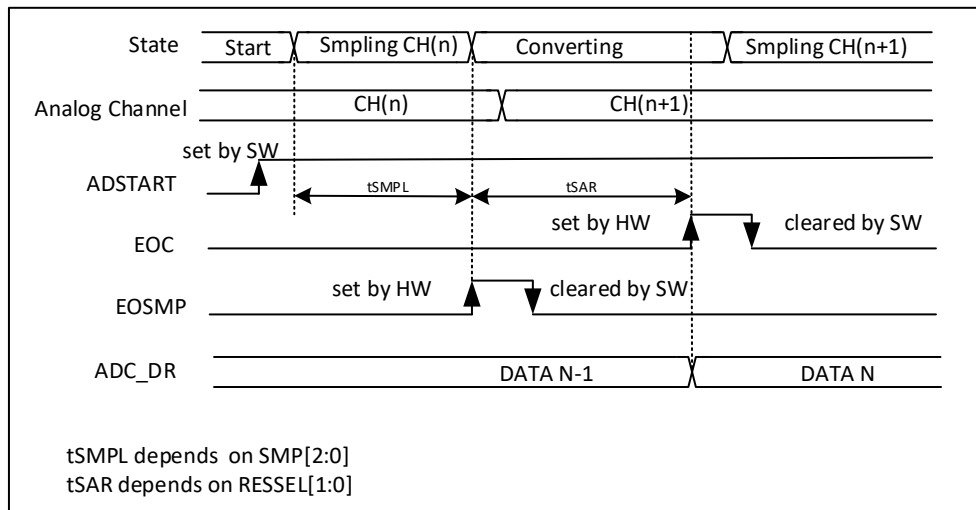 State Start Smpling CH(n) Converting Smpling CH(n+1)
Analog Channel CH(n) CH(n+1)
set by SW
ADSTART tSMPL tSAR
set by HW cleared by SW
EOC
set by HW cleared by SW
EOSMP
ADC_DR DATA N-1 DATA N
tSMPL depends on SMP[2:0]
tSAR depends on RESSEL[1:0]